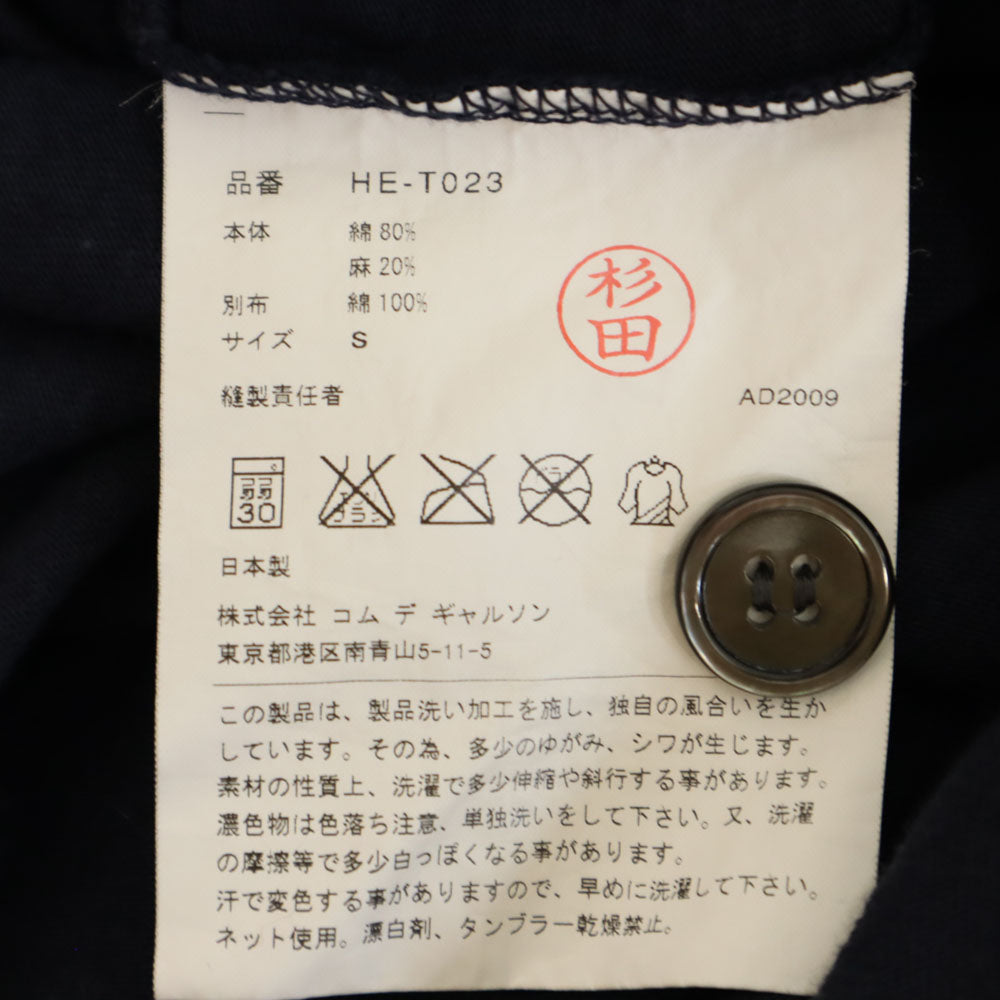 品番 HE-T023
本体 綿 80%
麻 20%
別布 綿 100%
サイズ S
杉田
縫製責任者 AD2009
弱 30 エンソ サラシ ドライ
日本製
株式会社 コム デ ギャルソン
東京都港区南青山5-11-5
この製品は、製品洗い加工を施し、独自の風合いを生か
しています。その為、多少のゆがみ、シワが生じます。
素材の性質上、洗濯で多少伸縮や斜行する事があります。
濃色物は色落ち注意、単独洗いをして下さい。又、洗濯
の摩擦等で多少白っぽくなる事があります。
汗で変色する事がありますので、早めに洗濯して下さい。
ネット使用。漂白剤、タンブラー乾燥禁止。